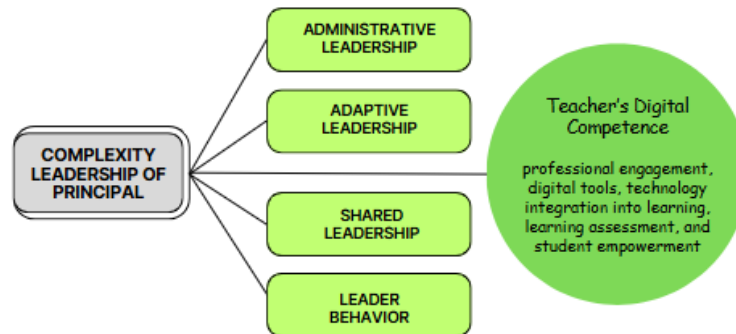 COMPLEXITY
LEADERSHIP OF
PRINCIPAL
ADMINISTRATIVE
LEADERSHIP
ADAPTIVE
LEADERSHIP
SHARED
LEADERSHIP
LEADER
BEHAVIOR
Teacher's Digital
Competence
professional engagement,
digital tools, technology
integration into learning,
learning assessment, and
student empowerment